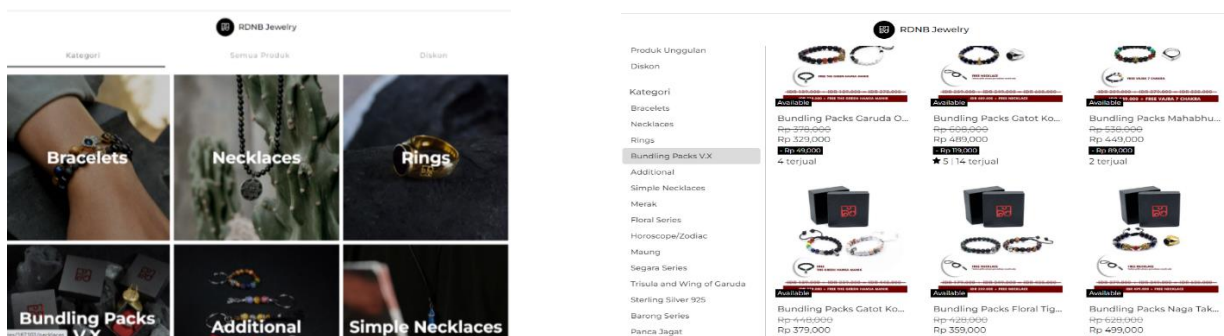 RDNB Jewelry
Kategori
Semua Produk
Diskon
Bracelets
Necklaces
Rings
Bundling Packs
V.X
Additional
Simple Necklaces
RDNB Jewelry
Produk Unggulan
Diskon
Kategori
Bracelets
Necklaces
Rings
Bundling Packs V.X
Additional
Simple Necklaces
Merak
Floral Series
Horoscope/Zodiac
Maung
Segara Series
Trisula and Wing of Garuda
Sterling Silver 925
Barong Series
Panca Jagat
Available
Bundling Packs Garuda O...
Rp 378,000
Rp 329,000
- Rp 49,000
4 terjual
Available
Bundling Packs Gatot Ko...
Rp 608,000
Rp 489,000
- Rp 119,000
★ 5 | 14 terjual
Available
Bundling Packs Mahabhu...
Rp 538,000
Rp 449,000
- Rp 89,000
2 terjual
Available
Bundling Packs Gatot Ko...
Rp 448,000
Rp 379,000
Available
Bundling Packs Floral Tig...
Rp 428,000
Rp 359,000
Available
Bundling Packs Naga Tak...
Rp 628,000
Rp 499,000